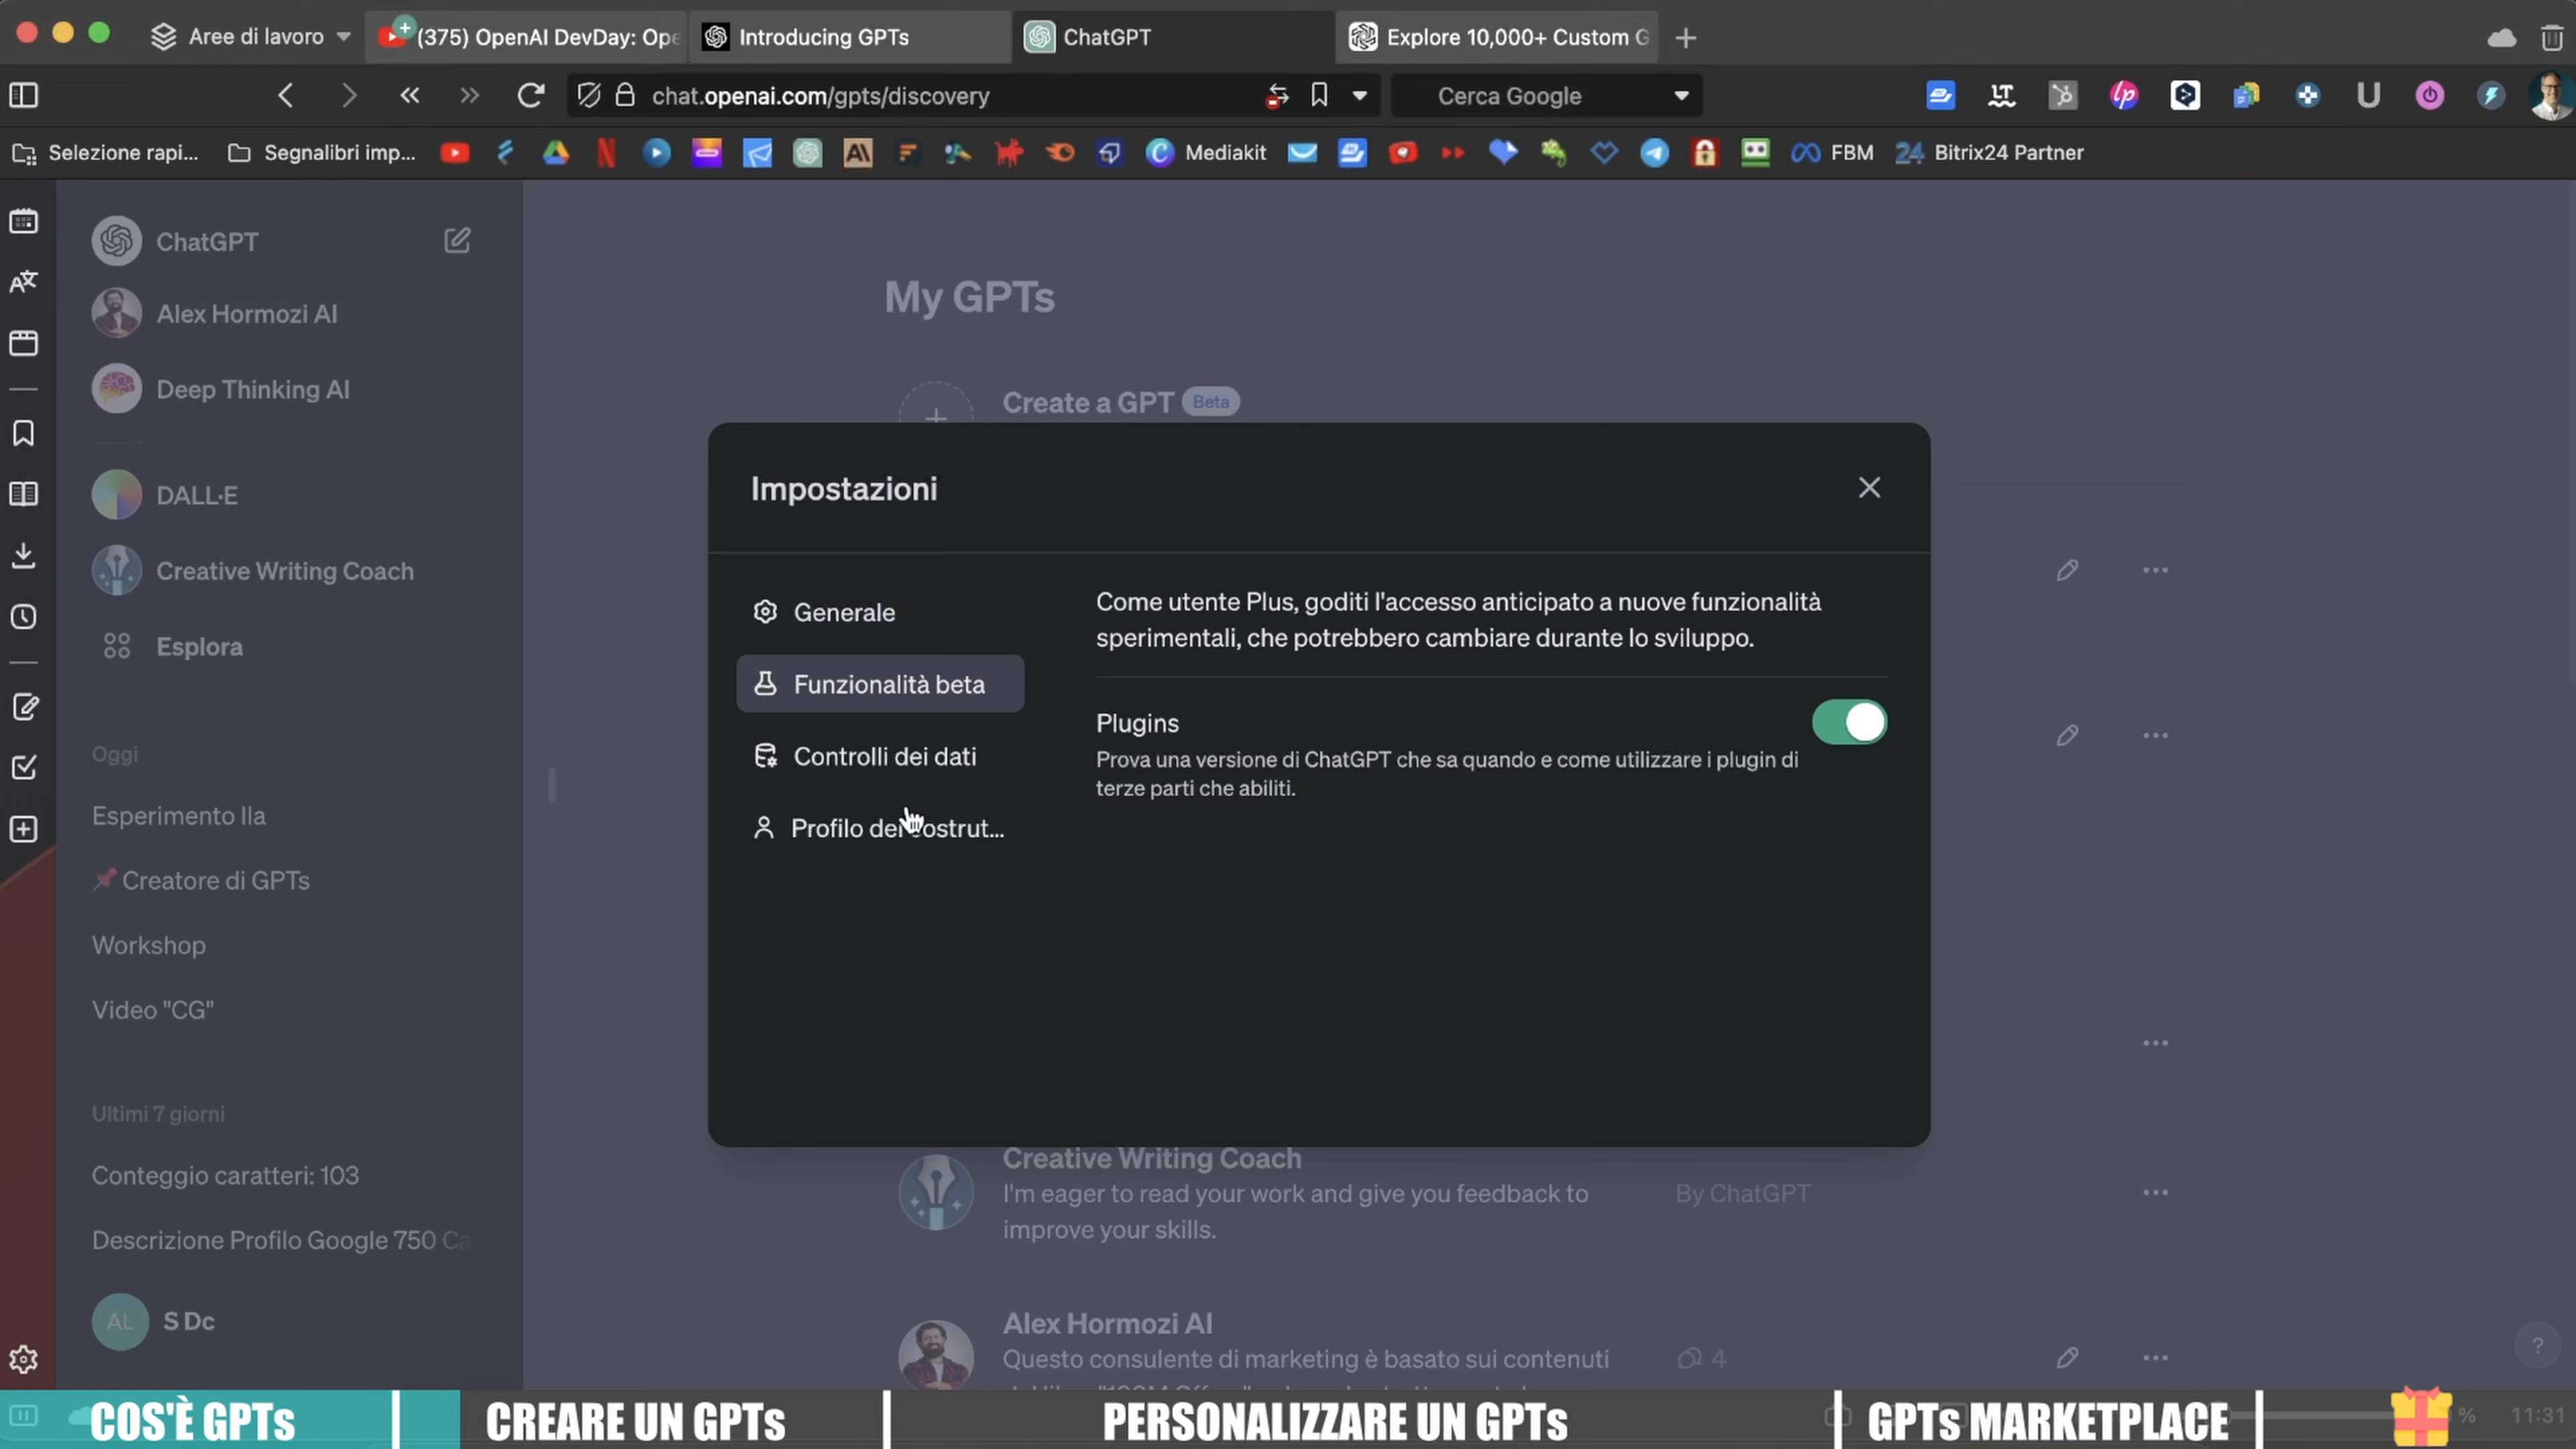 Aree di lavoro
(375) OpenAI DevDay: Ope
Introducing GPTs
ChatGPT
Explore 10,000+ Custom G
chat.openai.com/gpts/discovery
Cerca Google
Selezione rapi...
Segnalibri imp...
Mediakit
FBM
24
Bitrix24 Partner
ChatGPT
Alex Hormozi AI
Deep Thinking AI
DALL·E
Creative Writing Coach
Esplora
Oggi
Esperimento lla
Creatore di GPTs
Workshop
Video "CG"
Ultimi 7 giorni
Conteggio caratteri: 103
Descrizione Profilo Google 750 Ca
AL
S Dc
My GPTs
Create a GPT
Beta
Impostazioni
Generale
Funzionalità beta
Controlli dei dati
Profilo del costrut...
Come utente Plus, goditi l'accesso anticipato a nuove funzionalità
sperimentali, che potrebbero cambiare durante lo sviluppo.
Plugins
Prova una versione di ChatGPT che sa quando e come utilizzare i plugin di
terze parti che abiliti.
Creative Writing Coach
I'm eager to read your work and give you feedback to
improve your skills.
By ChatGPT
Alex Hormozi AI
Questo consulente di marketing è basato sui contenuti
4
?
COS'È GPTs
CREARE UN GPTs
PERSONALIZZARE UN GPTs
GPTs MARKETPLACE
%
11:31